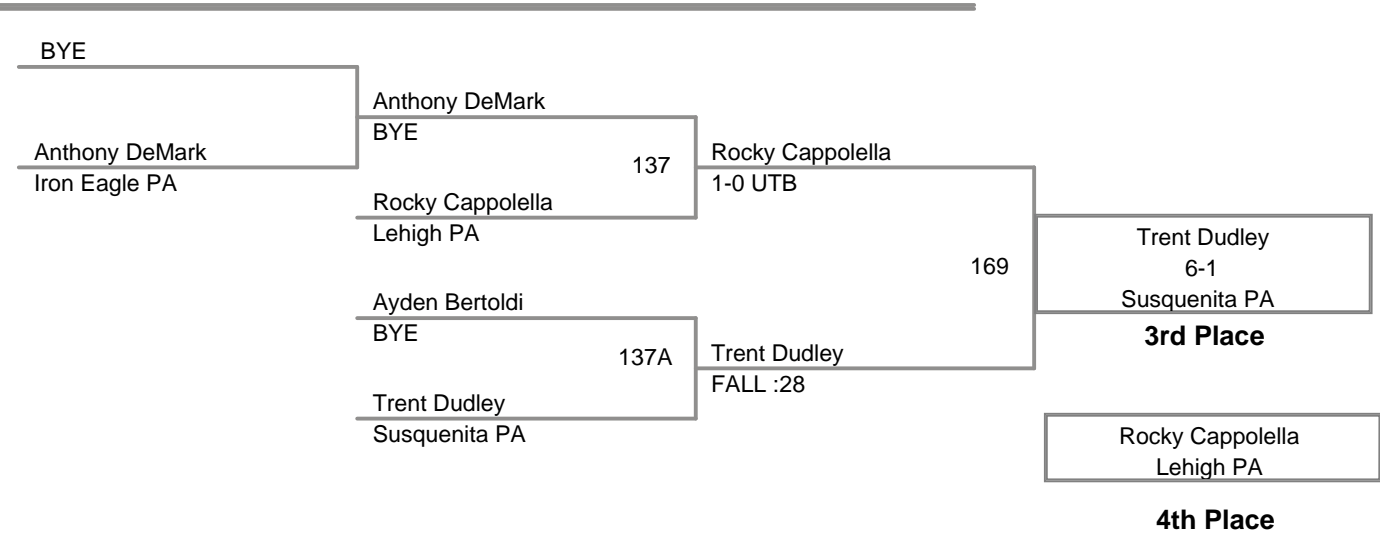 BYE
Anthony DeMark
Iron Eagle PA
Anthony DeMark
BYE
137
Rocky Cappolella
Lehigh PA
Ayden Bertoldi
BYE
137A
Trent Dudley
Susquenita PA
Rocky Cappolella
1-0 UTB
169
Trent Dudley
FALL :28
Trent Dudley
6-1
Susquenita PA
3rd Place
Rocky Cappolella
Lehigh PA
4th Place